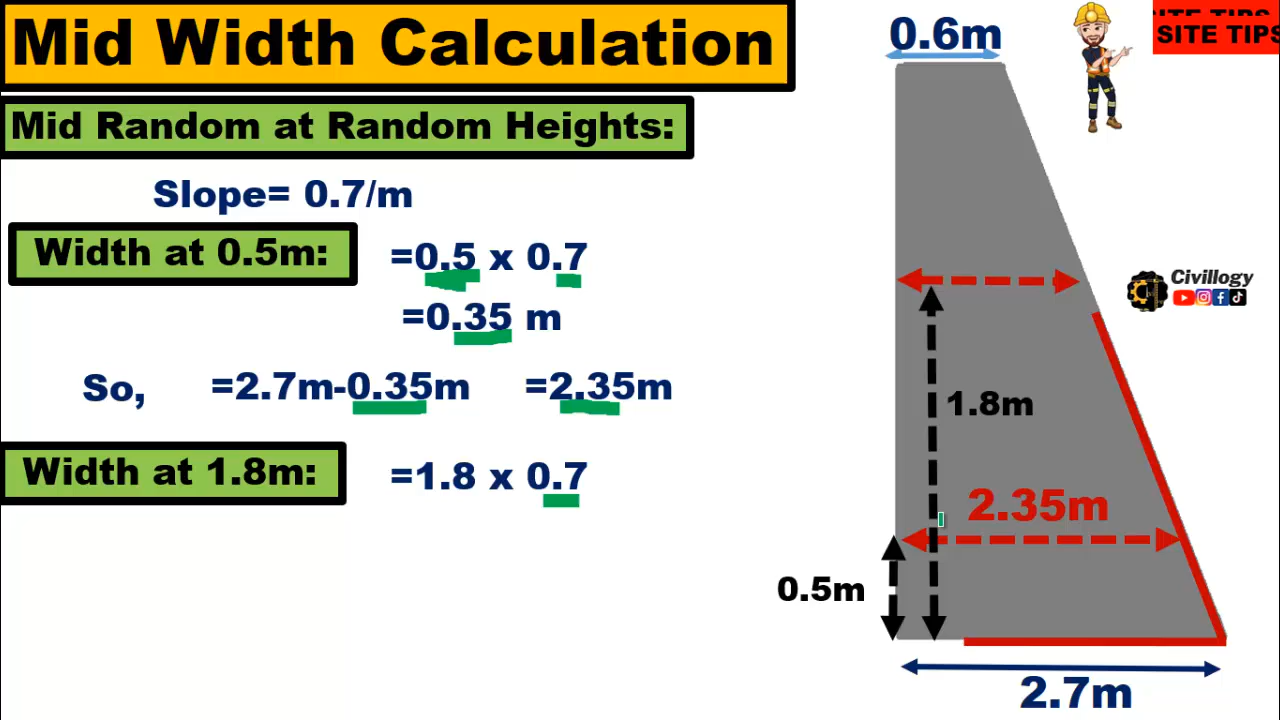 Mid Width Calculation
Mid Random at Random Heights:
Slope= 0.7/m
Width at 0.5m:
=0.5 x 0.7
=0.35 m
So,
=2.7m-0.35m
=2.35m
Width at 1.8m:
=1.8 x 0.7
0.6m
SITE TIPS
SITE TIPS
Civillogy
1.8m
2.35m
0.5m
2.7m